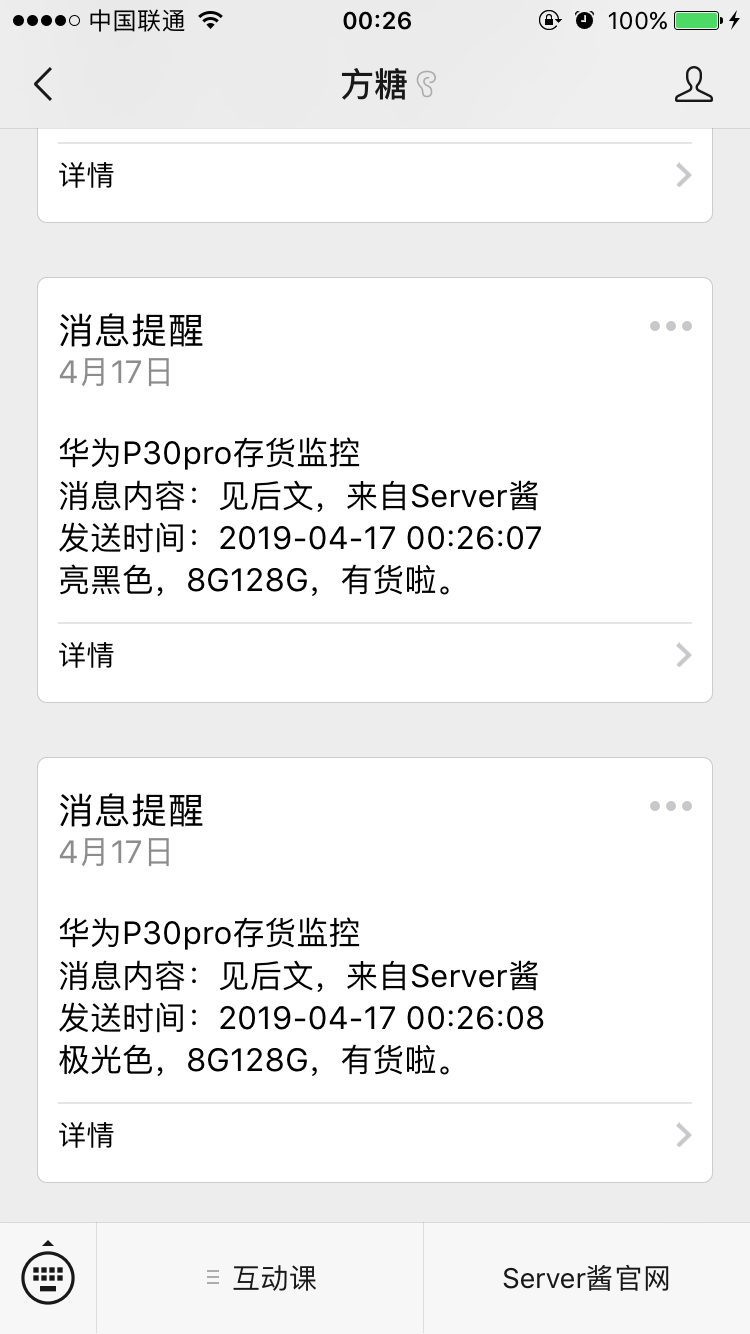 中国联通 00:26 100%
方糖
详情
消息提醒
4月17日
华为P30pro存货监控
消息内容：见后文，来自Server酱
发送时间：2019-04-17 00:26:07
亮黑色，8G128G，有货啦。
详情
消息提醒
4月17日
华为P30pro存货监控
消息内容：见后文，来自Server酱
发送时间：2019-04-17 00:26:08
极光色，8G128G，有货啦。
详情
互动课 Server酱官网